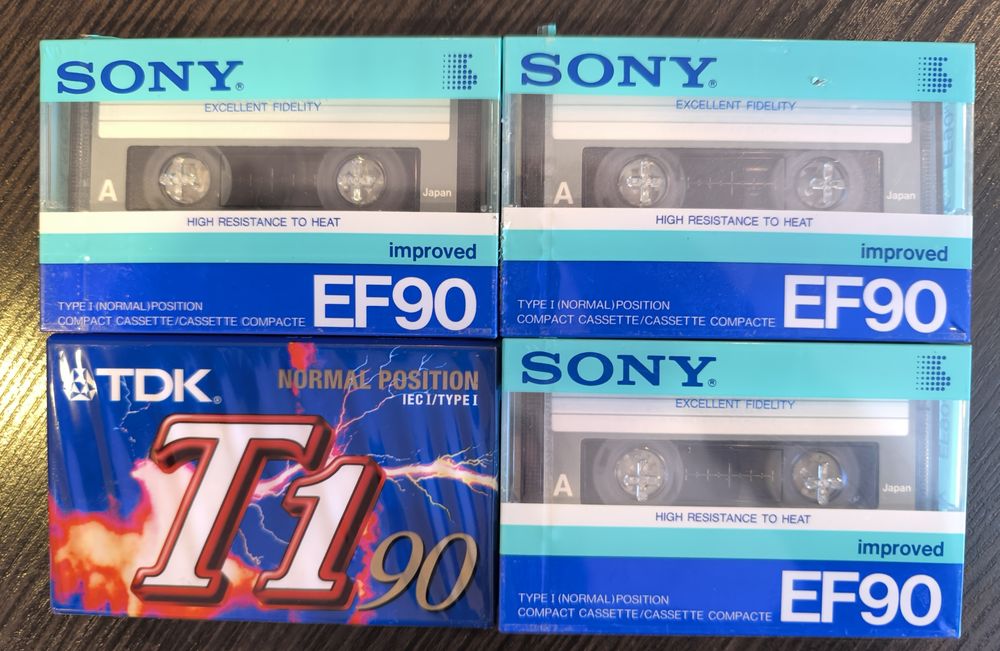 SONY®
EXCELLENT FIDELITY
A
Japan
HIGH RESISTANCE TO HEAT
improved
TYPE I (NORMAL) POSITION
COMPACT CASSETTE/CASSETTE COMPACTE
EF90
SONY®
EXCELLENT FIDELITY
A
Japan
HIGH RESISTANCE TO HEAT
improved
TYPE I (NORMAL) POSITION
COMPACT CASSETTE/CASSETTE COMPACTE
EF90
TDK®
NORMAL POSITION
IEC I/TYPE I
T1
90
SONY®
EXCELLENT FIDELITY
A
Japan
HIGH RESISTANCE TO HEAT
improved
TYPE I (NORMAL) POSITION
COMPACT CASSETTE/CASSETTE COMPACTE
EF90